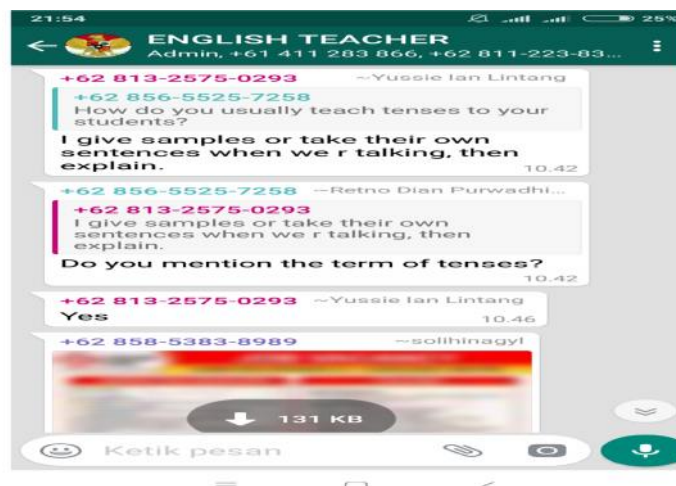 21:54 25%
ENGLISH TEACHER
Admin, +61 411 283 866, +62 811-223-83...
+62 813-2575-0293 ~Yussie Ian Lintang
+62 856-5525-7258
How do you usually teach tenses to your
students?
I give samples or take their own
sentences when we r talking, then
explain. 10.42
+62 856-5525-7258 ~Retno Dian Purwadhi...
+62 813-2575-0293
I give samples or take their own
sentences when we r talking, then
explain.
Do you mention the term of tenses?
10.42
+62 813-2575-0293 ~Yussie Ian Lintang
Yes 10.46
+62 858-5383-8989 ~solihinagyl
131 KB
Ketik pesan